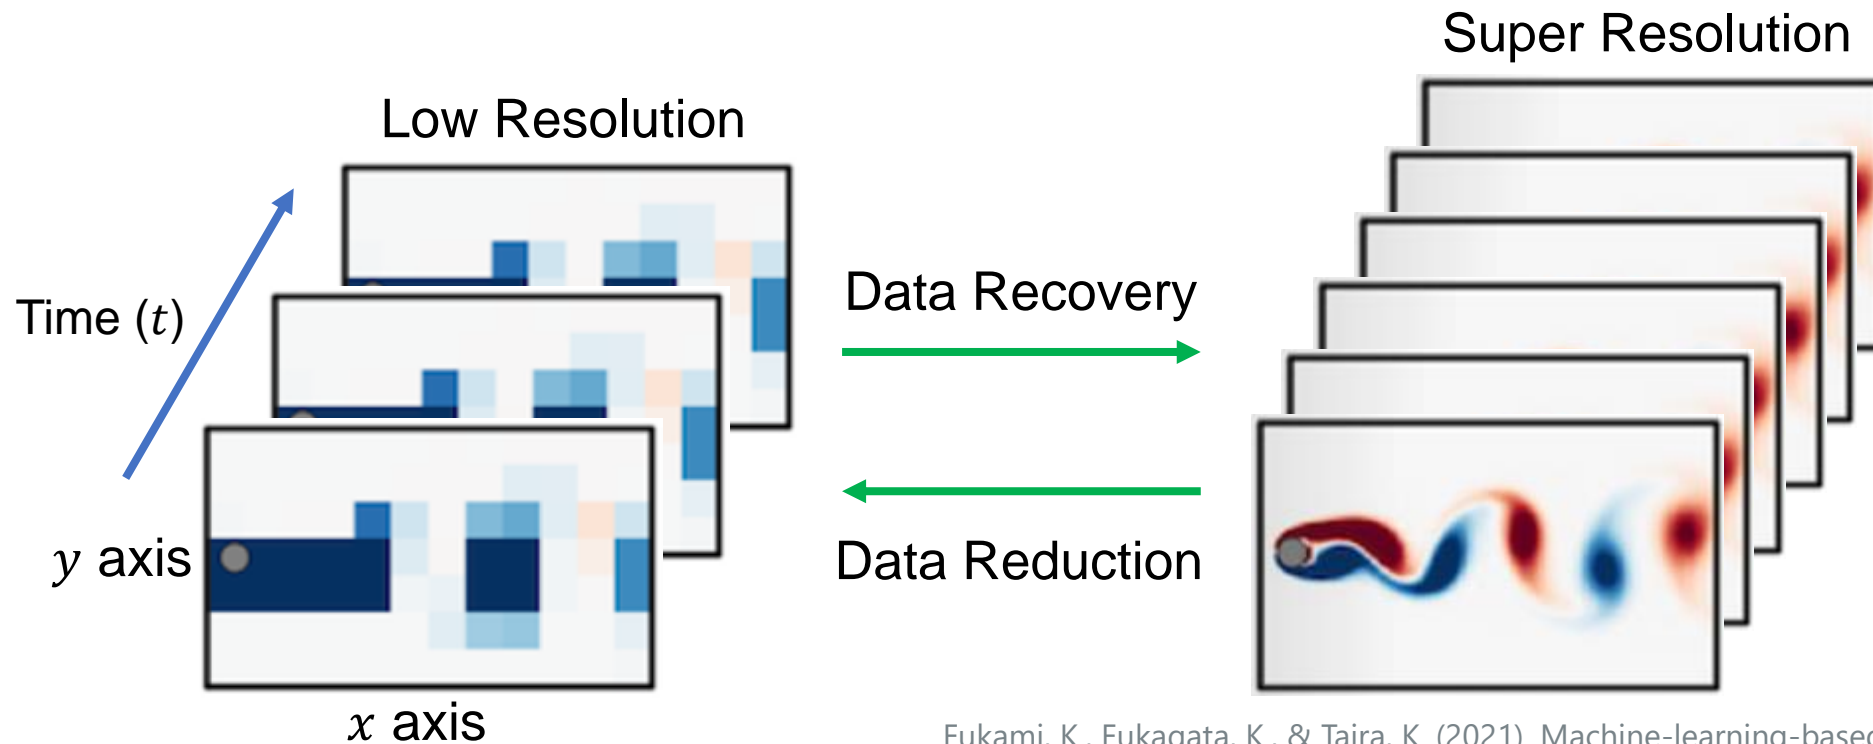 Super Resolution
Low Resolution
Time (t)
Data Recovery
y axis
Data Reduction
x axis
Fukami, K., Fukagata, K., & Taira, K. (2021). Machine-learning-based